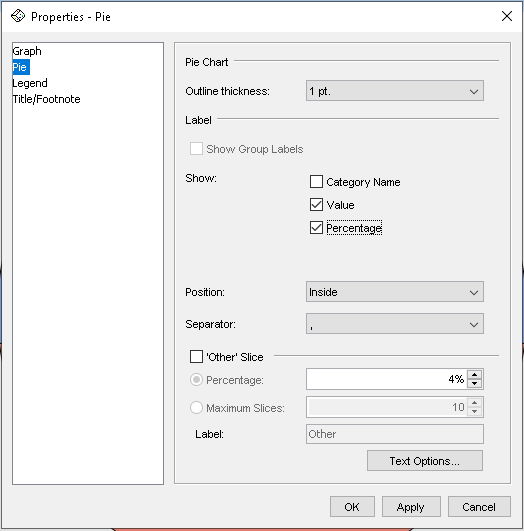 Properties - Pie
Graph
Pie
Legend
Title/Footnote
Pie Chart
Outline thickness: 1 pt.
Label
Show Group Labels
Show: Category Name
Value
Percentage
Position: Inside
Separator: ,
'Other' Slice
Percentage: 4%
Maximum Slices: 10
Label: Other
Text Options...
OK Apply Cancel